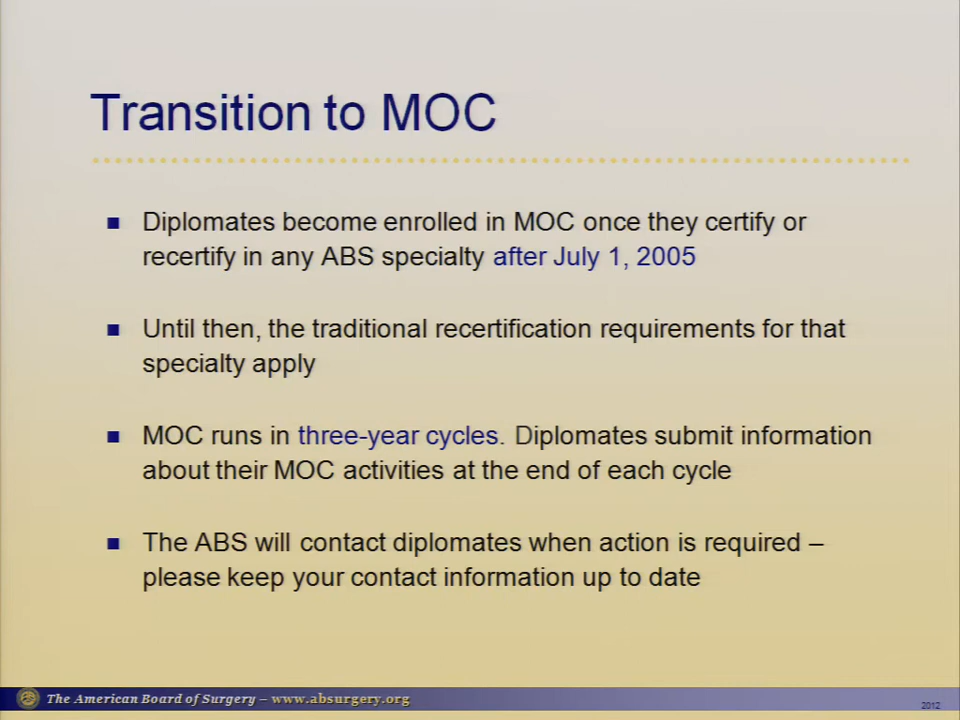 Transition to MOC
Diplomates become enrolled in MOC once they certify or
recertify in any ABS specialty after July 1, 2005
Until then, the traditional recertification requirements for that
specialty apply
MOC runs in three-year cycles. Diplomates submit information
about their MOC activities at the end of each cycle
The ABS will contact diplomates when action is required –
please keep your contact information up to date
The American Board of Surgery – www.absurgery.org
2012